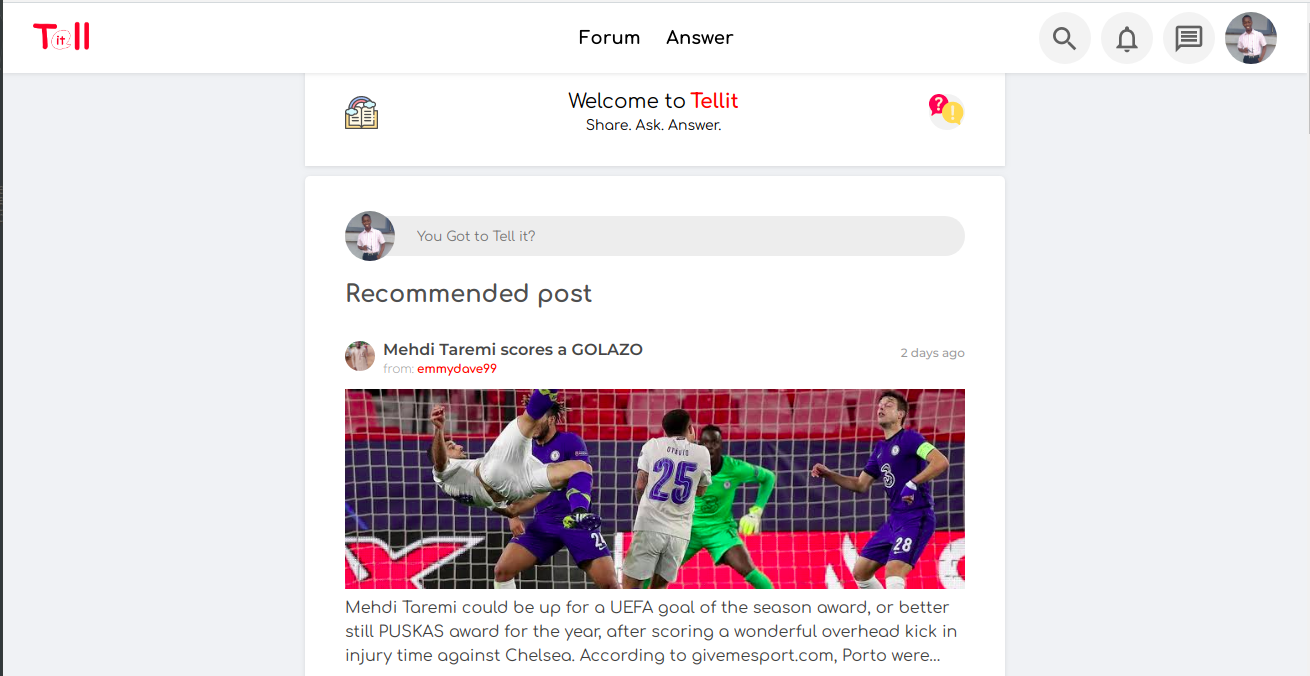 Tell
it
Forum
Answer
Welcome to Tellit
Share. Ask. Answer.
You Got to Tell it?
Recommended post
Mehdi Taremi scores a GOLAZO
2 days ago
from: emmydave99
OTÁVIO
25
3
28
Mehdi Taremi could be up for a UEFA goal of the season award, or better
still PUSKAS award for the year, after scoring a wonderful overhead kick in
injury time against Chelsea. According to givemesport.com, Porto were...